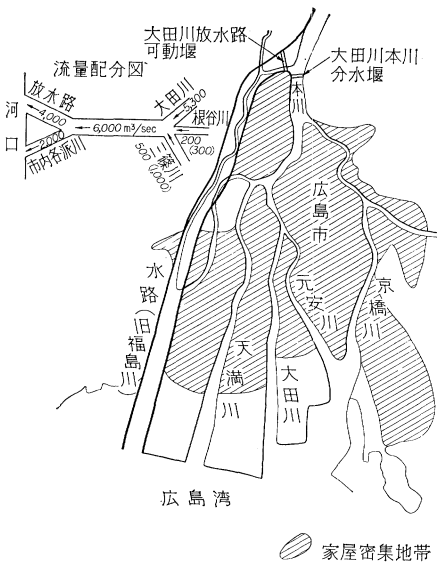 大田川放水路
可動堰
大田川本川
分水堰
流量配分図
放水路
大田川
根谷川
三篠川
市内各派川
河口
4,000
2,000
6,000 m³/sec
5,300
200
(300)
500 (1,000)
本川
広島市
水路(旧福島川)
天満川
大田川
元安川
京橋川
広島湾
家屋密集地帯